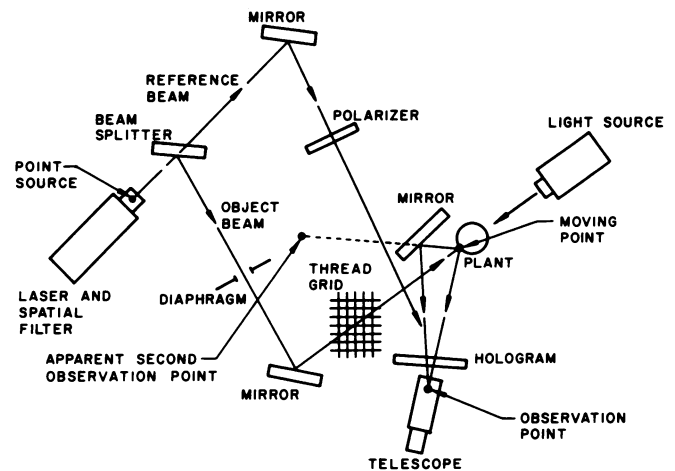 MIRROR
REFERENCE
BEAM
BEAM
SPLITTER
POLARIZER
LIGHT SOURCE
POINT
SOURCE
OBJECT
BEAM
MIRROR
MOVING
POINT
PLANT
THREAD
GRID
DIAPHRAGM
LASER AND
SPATIAL
FILTER
APPARENT SECOND
OBSERVATION POINT
MIRROR
HOLOGRAM
OBSERVATION
POINT
TELESCOPE